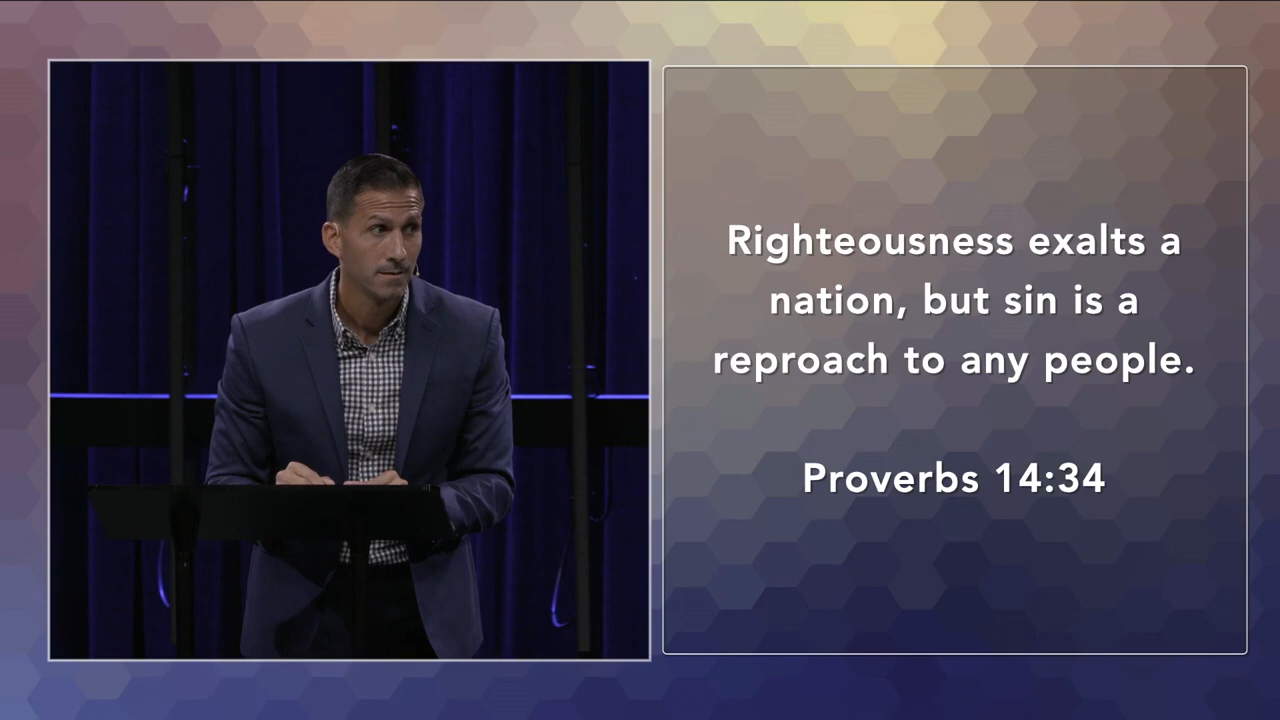 Righteousness exalts a
nation, but sin is a
reproach to any people.
Proverbs 14:34